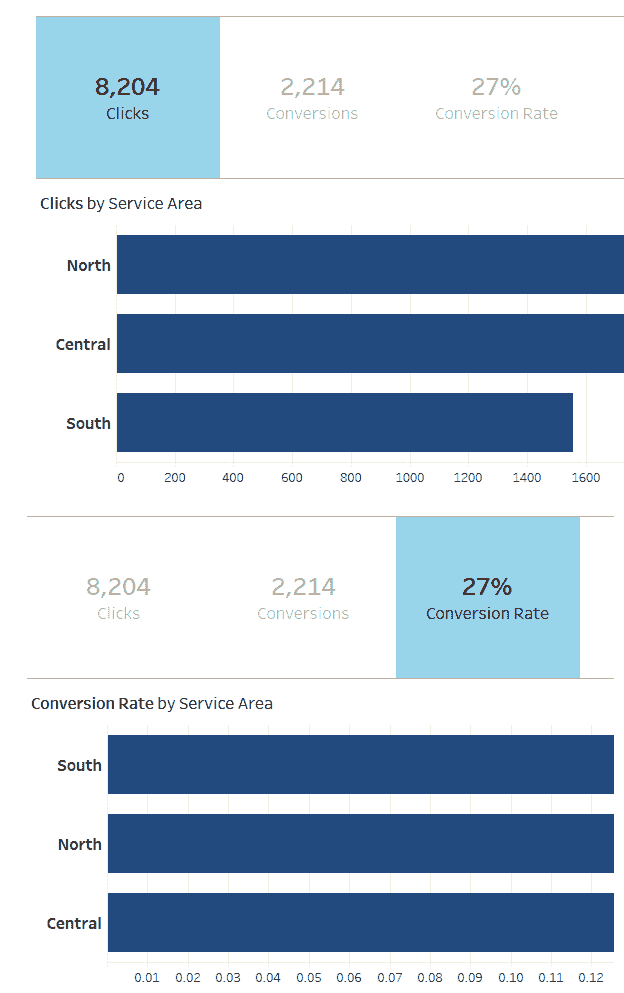 8,204 2,214 27%
Clicks Conversions Conversion Rate
Clicks by Service Area
North
Central
South
0 200 400 600 800 1000 1200 1400 1600
8,204 2,214 27%
Clicks Conversions Conversion Rate
Conversion Rate by Service Area
South
North
Central
0.01 0.02 0.03 0.04 0.05 0.06 0.07 0.08 0.09 0.10 0.11 0.12